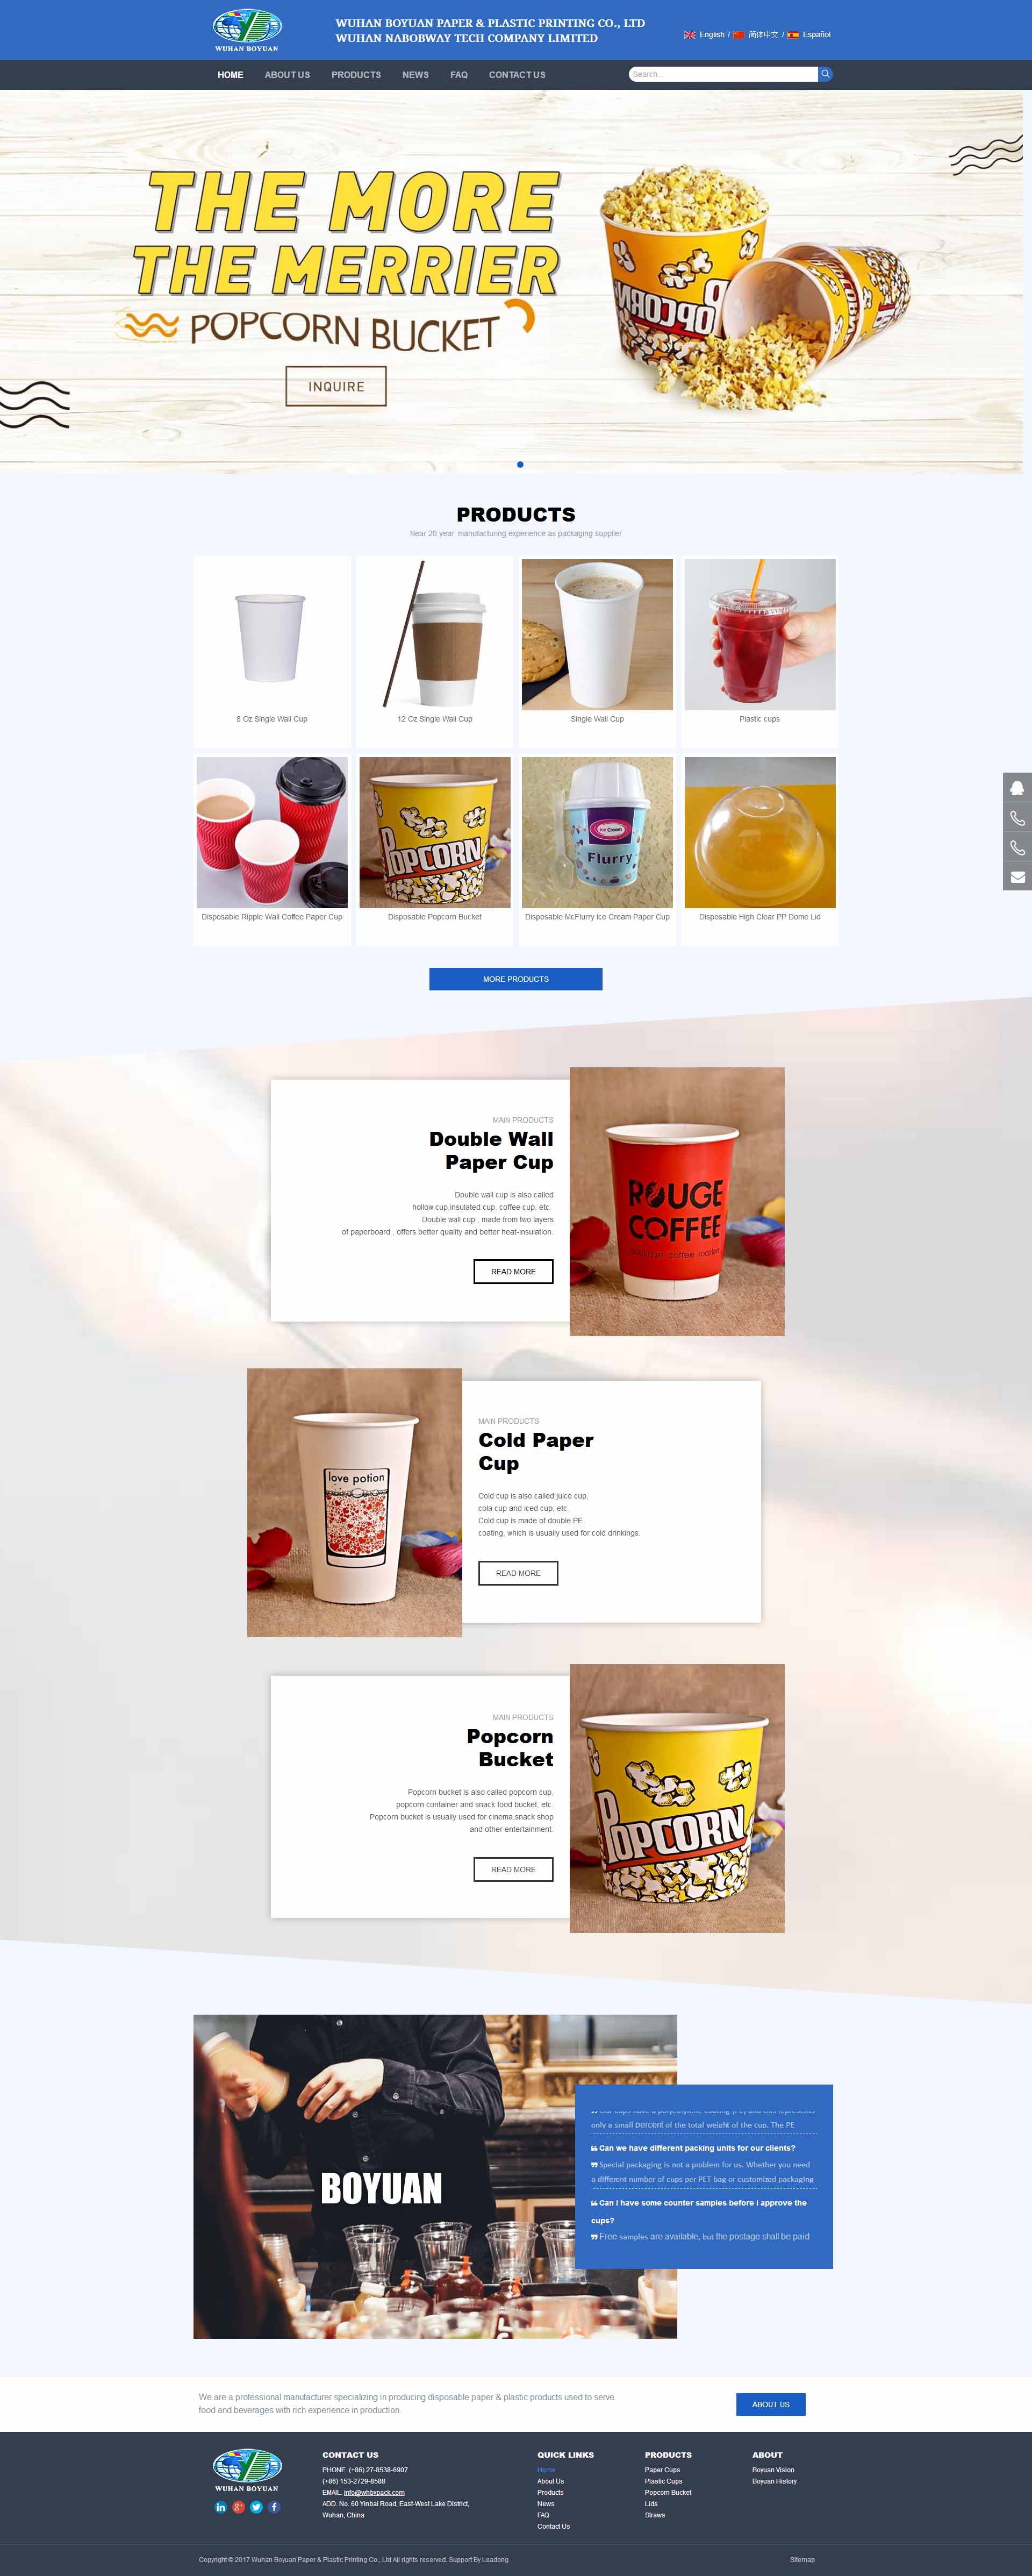 WUHAN BOYUAN
WUHAN BOYUAN PAPER & PLASTIC PRINTING CO., LTD
WUHAN NABOBWAY TECH COMPANY LIMITED
English / 简体中文 / Español
HOME ABOUT US PRODUCTS NEWS FAQ CONTACT US
Search...
THE MORE
THE MERRIER
POPCORN BUCKET
INQUIRE
POPCORN
PRODUCTS
Near 20 year' manufacturing experience as packaging supplier
8 Oz Single Wall Cup
12 Oz Single Wall Cup
Single Wall Cup
Plastic cups
POPCORN
Ice Cream
Flurry
Disposable Ripple Wall Coffee Paper Cup
Disposable Popcorn Bucket
Disposable McFlurry Ice Cream Paper Cup
Disposable High Clear PP Dome Lid
MORE PRODUCTS
MAIN PRODUCTS
Double Wall
Paper Cup
Double wall cup is also called
hollow cup,insulated cup. coffee cup, etc.
Double wall cup , made from two layers
of paperboard , offers better quality and better heat-insulation.
READ MORE
ROUGE
COFFEE
boutique coffee roaster
love potion
MAIN PRODUCTS
Cold Paper
Cup
Cold cup is also called juice cup,
cola cup and iced cup, etc.
Cold cup is made of double PE
coating, which is usually used for cold drinkings.
READ MORE
MAIN PRODUCTS
Popcorn
Bucket
Popcorn bucket is also called popcorn cup,
popcorn container and snack food bucket, etc.
Popcorn bucket is usually used for cinema,snack shop
and other entertainment.
READ MORE
POPCORN
BOYUAN
only a small percent of the total weight of the cup. The PE
❝ Can we have different packing units for our clients?
❞ Special packaging is not a problem for us. Whether you need
a different number of cups per PET-bag or customized packaging
❝ Can I have some counter samples before I approve the
cups?
❞ Free samples are available, but the postage shall be paid
We are a professional manufacturer specializing in producing disposable paper & plastic products used to serve
food and beverages with rich experience in production.
ABOUT US
WUHAN BOYUAN
CONTACT US
PHONE. (+86) 27-8538-6907
(+86) 153-2729-8588
EMAIL. info@whbypack.com
ADD. No. 60 Yinbai Road, East-West Lake District,
Wuhan, China
QUICK LINKS
Home
About Us
Products
News
FAQ
Contact Us
PRODUCTS
Paper Cups
Plastic Cups
Popcorn Bucket
Lids
Straws
ABOUT
Boyuan Vision
Boyuan History
Copyright © 2017 Wuhan Boyuan Paper & Plastic Printing Co., Ltd All rights reserved. Support By Leadong
Sitemap